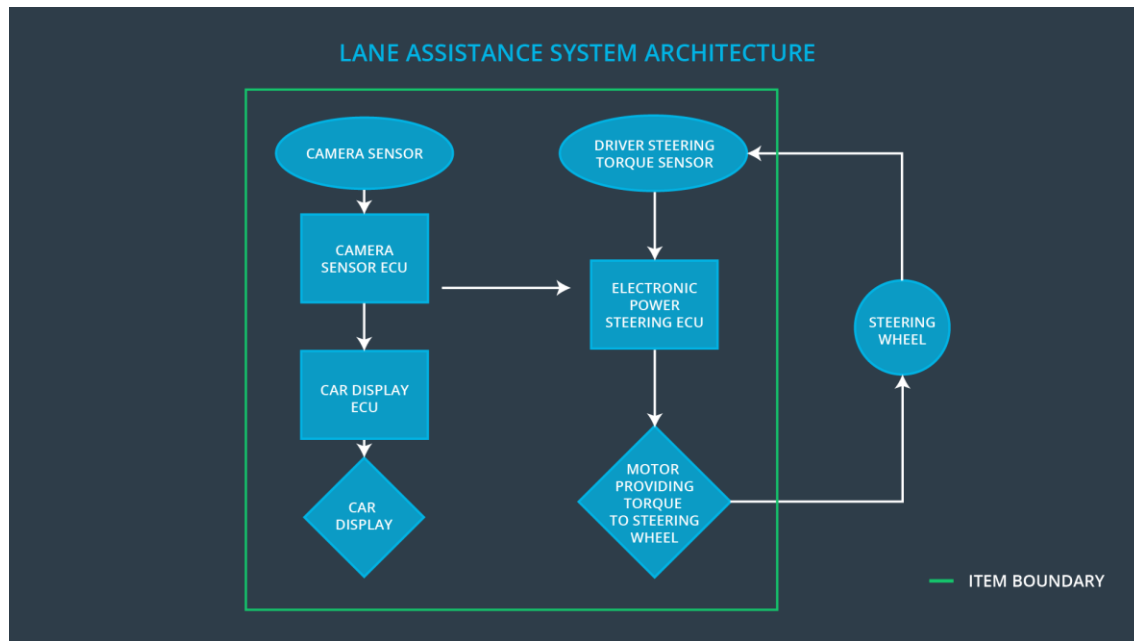 LANE ASSISTANCE SYSTEM ARCHITECTURE
CAMERA SENSOR
CAMERA
SENSOR ECU
CAR DISPLAY
ECU
CAR
DISPLAY
DRIVER STEERING
TORQUE SENSOR
ELECTRONIC
POWER
STEERING ECU
MOTOR
PROVIDING
TORQUE
TO STEERING
WHEEL
STEERING
WHEEL
ITEM BOUNDARY